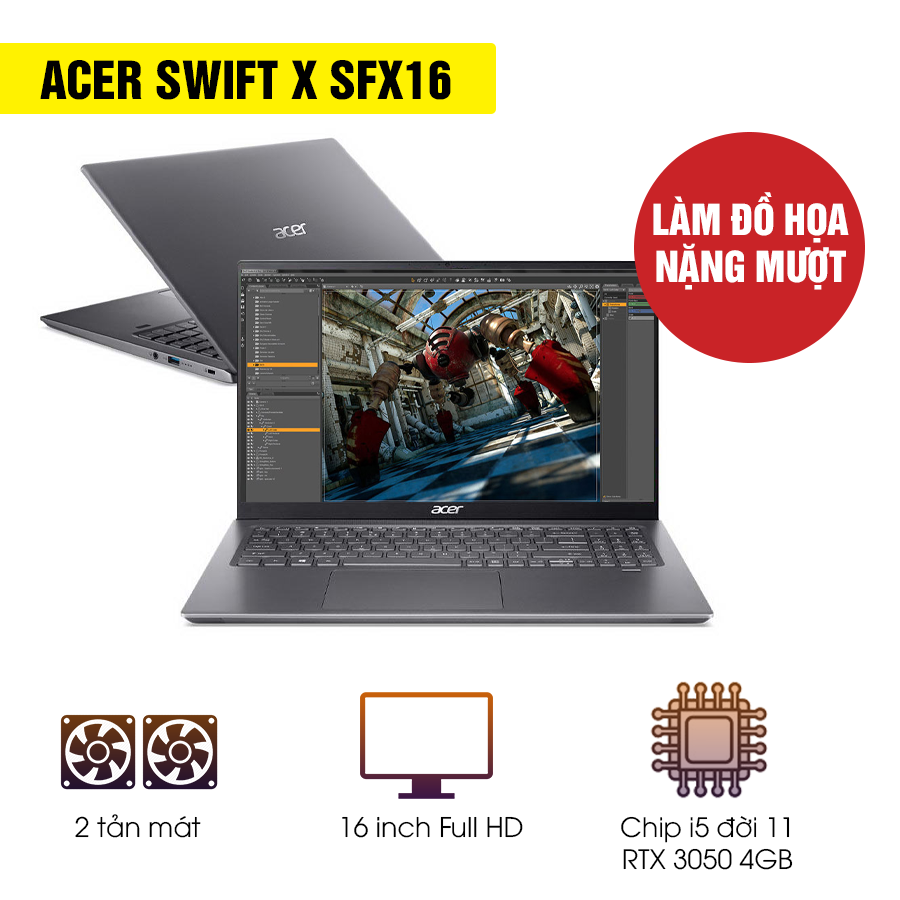 ACER SWIFT X SFX16
LÀM ĐỒ HỌA
NẶNG MƯỢT
acer
acer
2 tản mát
16 inch Full HD
Chip i5 đời 11
RTX 3050 4GB